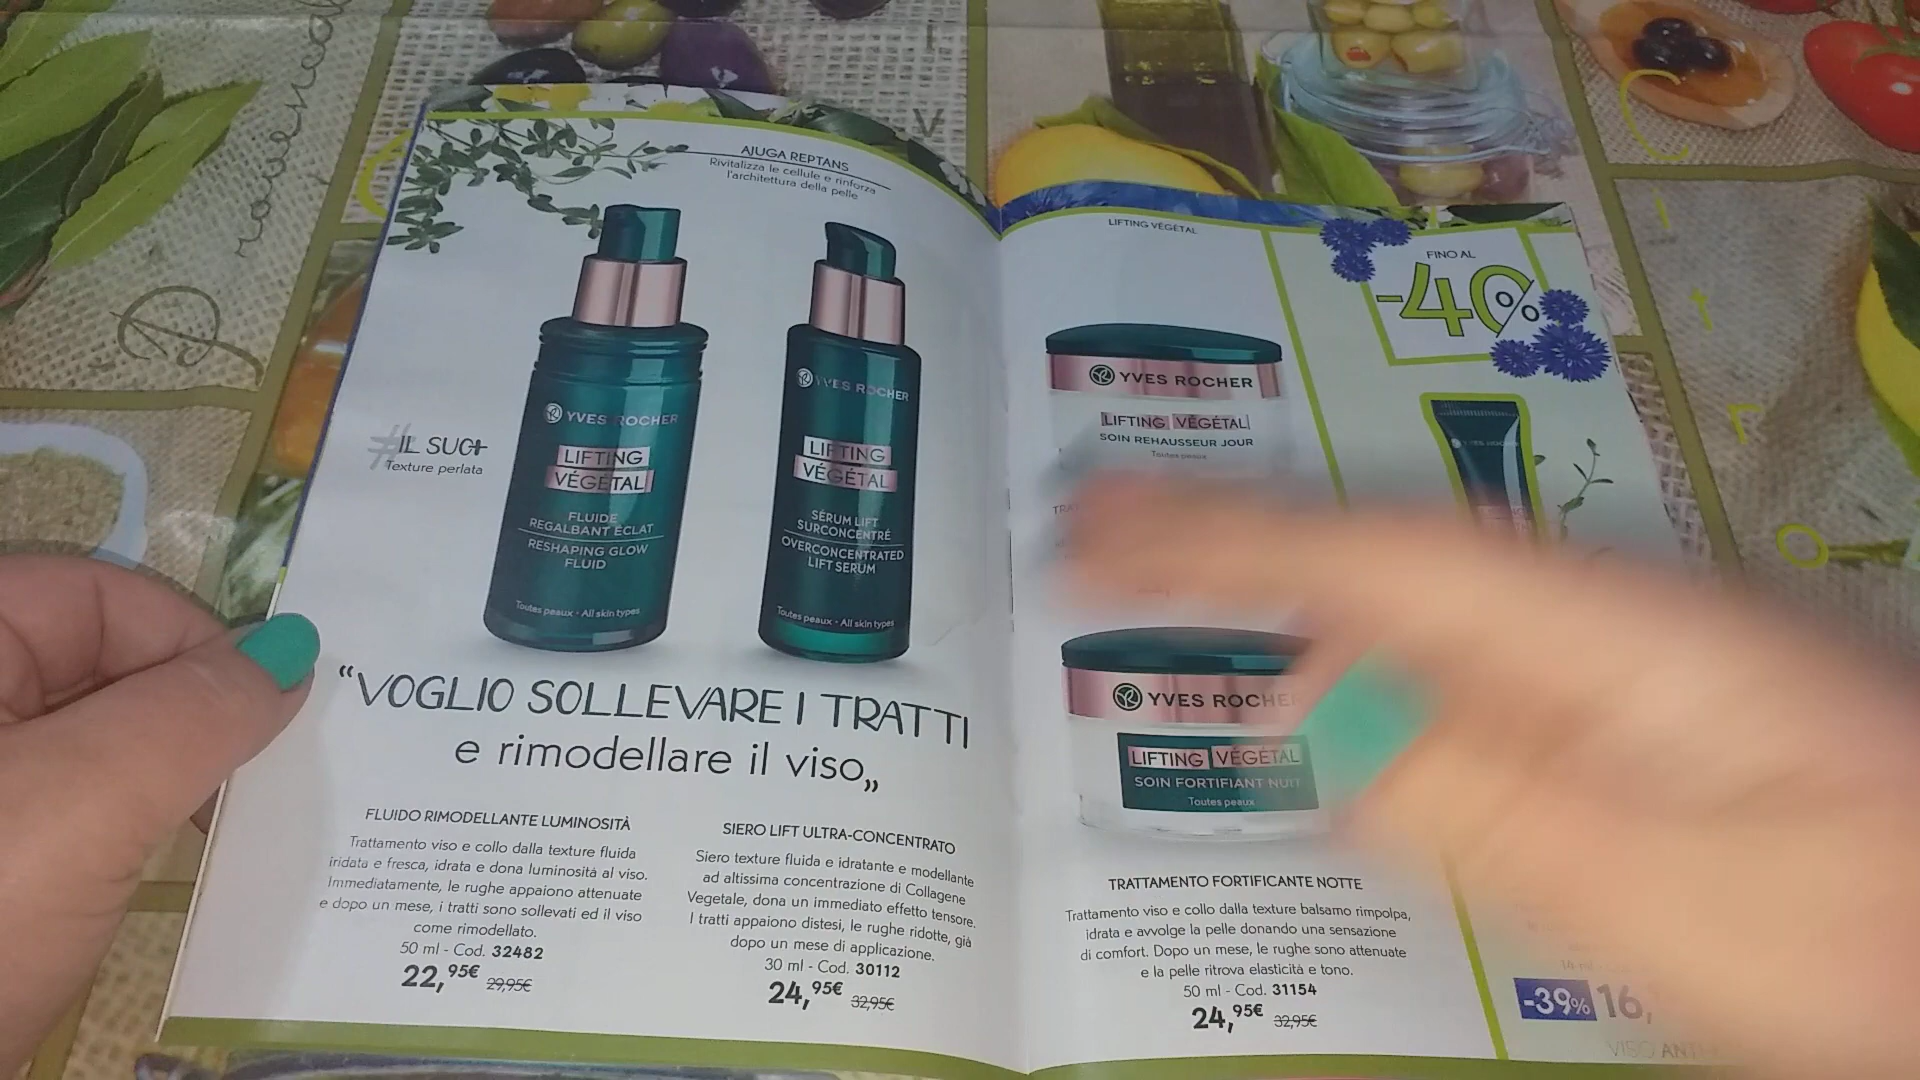 AJUGA REPTANS
Rivitalizza le cellule e rinforza
l'architettura della pelle
#IL SUO+
Texture perlata
YVES ROCHER
LIFTING
VÉGÉTAL
FLUIDE
REGALBANT ÉCLAT
RESHAPING GLOW
FLUID
Toutes peaux • All skin types
YVES ROCHER
LIFTING
VÉGÉTAL
SÉRUM LIFT
SURCONCENTRÉ
OVERCONCENTRATED
LIFT SERUM
Toutes peaux • All skin types
“VOGLIO SOLLEVARE I TRATTI
e rimodellare il viso„
FLUIDO RIMODELLANTE LUMINOSITÀ
Trattamento viso e collo dalla texture fluida
iridata e fresca, idrata e dona luminosità al viso.
Immediatamente, le rughe appaiono attenuate
e dopo un mese, i tratti sono sollevati ed il viso
come rimodellato.
50 ml - Cod. 32482
22,95€ 29,95€
SIERO LIFT ULTRA-CONCENTRATO
Siero texture fluida e idratante e modellante
ad altissima concentrazione di Collagene
Vegetale, dona un immediato effetto tensore.
I tratti appaiono distesi, le rughe ridotte, già
dopo un mese di applicazione.
30 ml - Cod. 30112
24,95€ 32,95€
LIFTING VÉGÉTAL
YVES ROCHER
LIFTING VÉGÉTAL
SOIN REHAUSSEUR JOUR
Toutes peaux
YVES ROCHER
LIFTING VÉGÉTAL
SOIN FORTIFIANT NUIT
Toutes peaux
TRATTAMENTO FORTIFICANTE NOTTE
Trattamento viso e collo dalla texture balsamo rimpolpa,
idrata e avvolge la pelle donando una sensazione
di comfort. Dopo un mese, le rughe sono attenuate
e la pelle ritrova elasticità e tono.
50 ml - Cod. 31154
24,95€ 32,95€
FINO AL
-40%
YVES ROCHER
-39% 16,
VISO